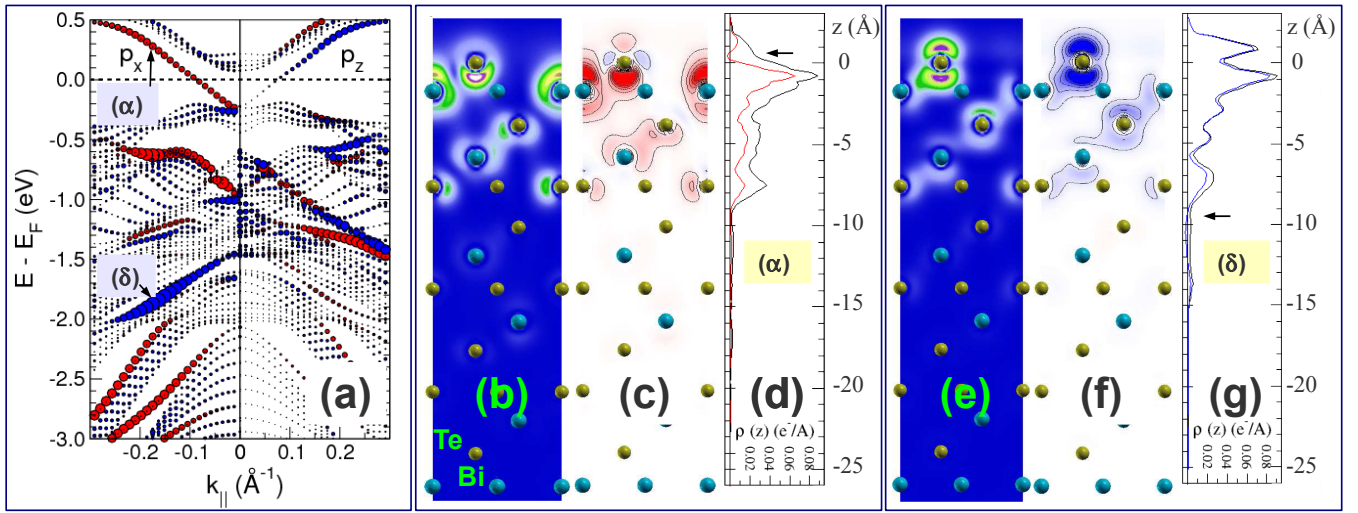 0.5
0.0
-0.5
-1.0
-1.5
-2.0
-2.5
-3.0
E - E_F (eV)
p_x
p_z
(α)
(δ)
(a)
-0.2 -0.1 0 0.1 0.2
k_|| (Å⁻¹)
(b)
Te
Bi
(c)
z (Å)
0
-5
-10
-15
-20
-25
(α)
(d)
ρ (z) (e⁻/A)
0.02 0.04 0.06 0.08
(e)
(f)
z (Å)
0
-5
-10
-15
-20
-25
(δ)
(g)
ρ (z) (e⁻/A)
0.02 0.04 0.06 0.08